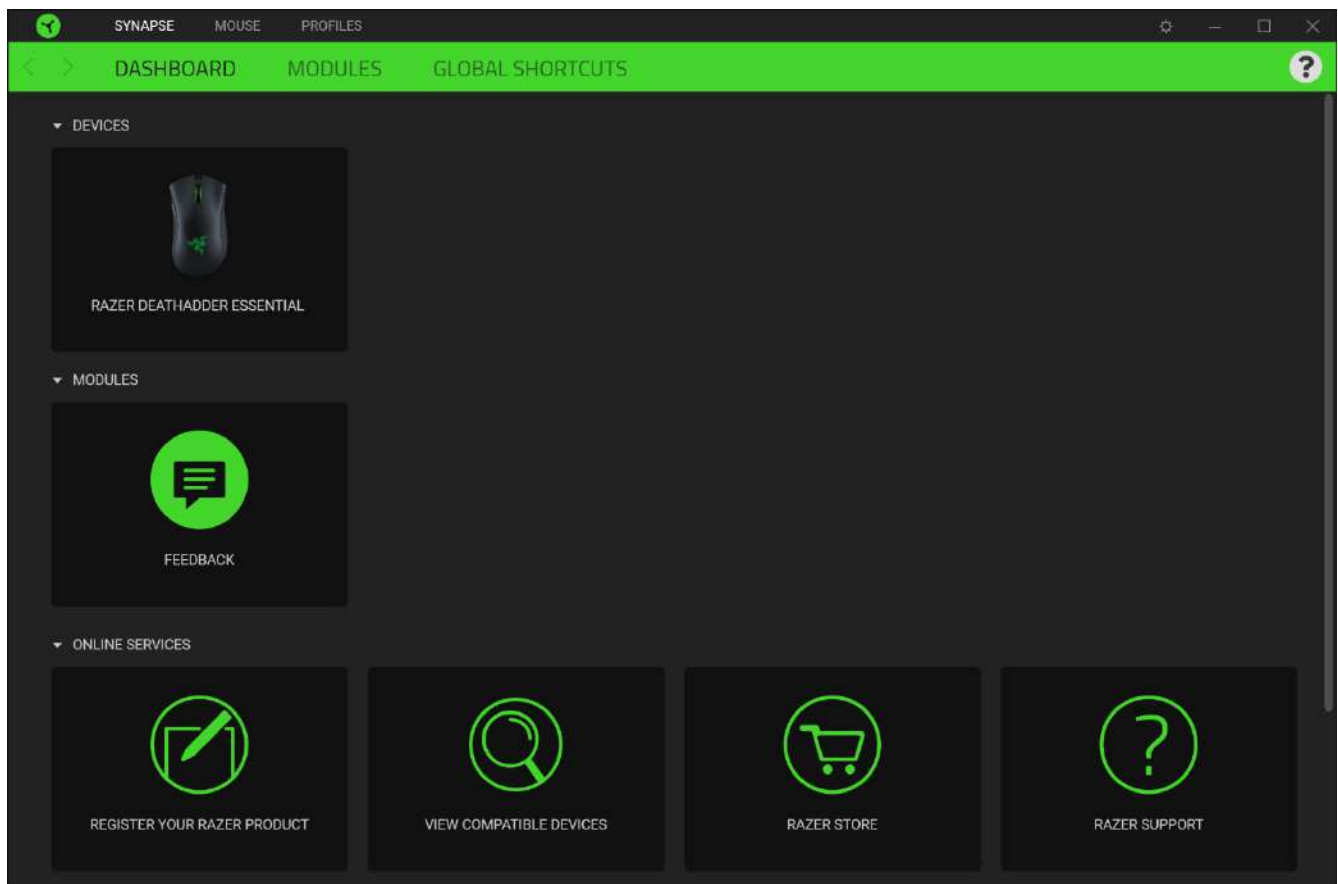 SYNAPSE MOUSE PROFILES
DASHBOARD MODULES GLOBAL SHORTCUTS ?
DEVICES
RAZER DEATHADDER ESSENTIAL
MODULES
FEEDBACK
ONLINE SERVICES
REGISTER YOUR RAZER PRODUCT VIEW COMPATIBLE DEVICES RAZER STORE RAZER SUPPORT